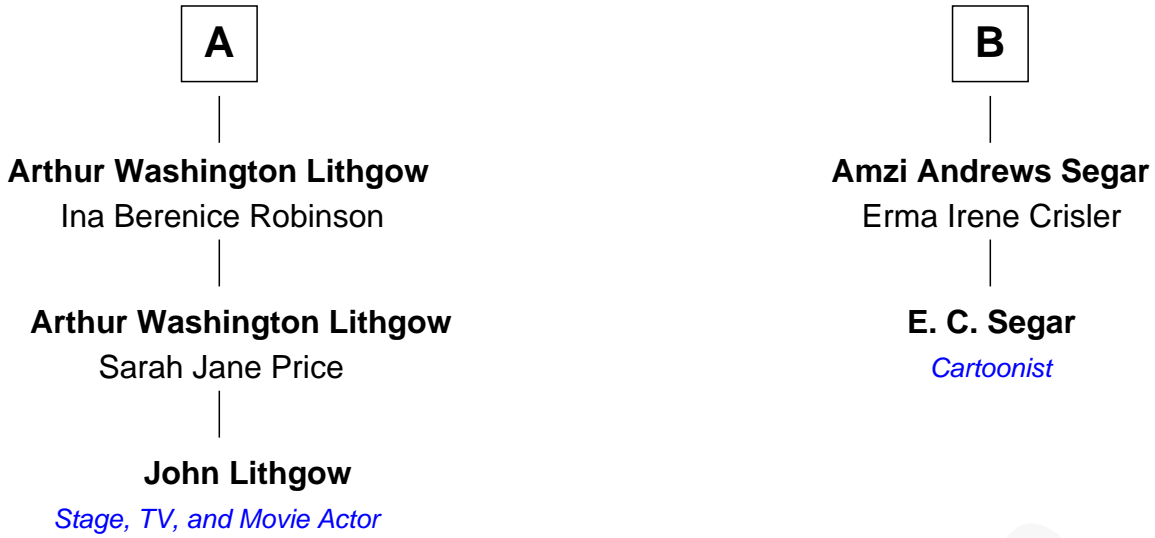 A
Arthur Washington Lithgow
Ina Berenice Robinson
Arthur Washington Lithgow
Sarah Jane Price
John Lithgow
Stage, TV, and Movie Actor
B
Amzi Andrews Segar
Erma Irene Crisler
E. C. Segar
Cartoonist